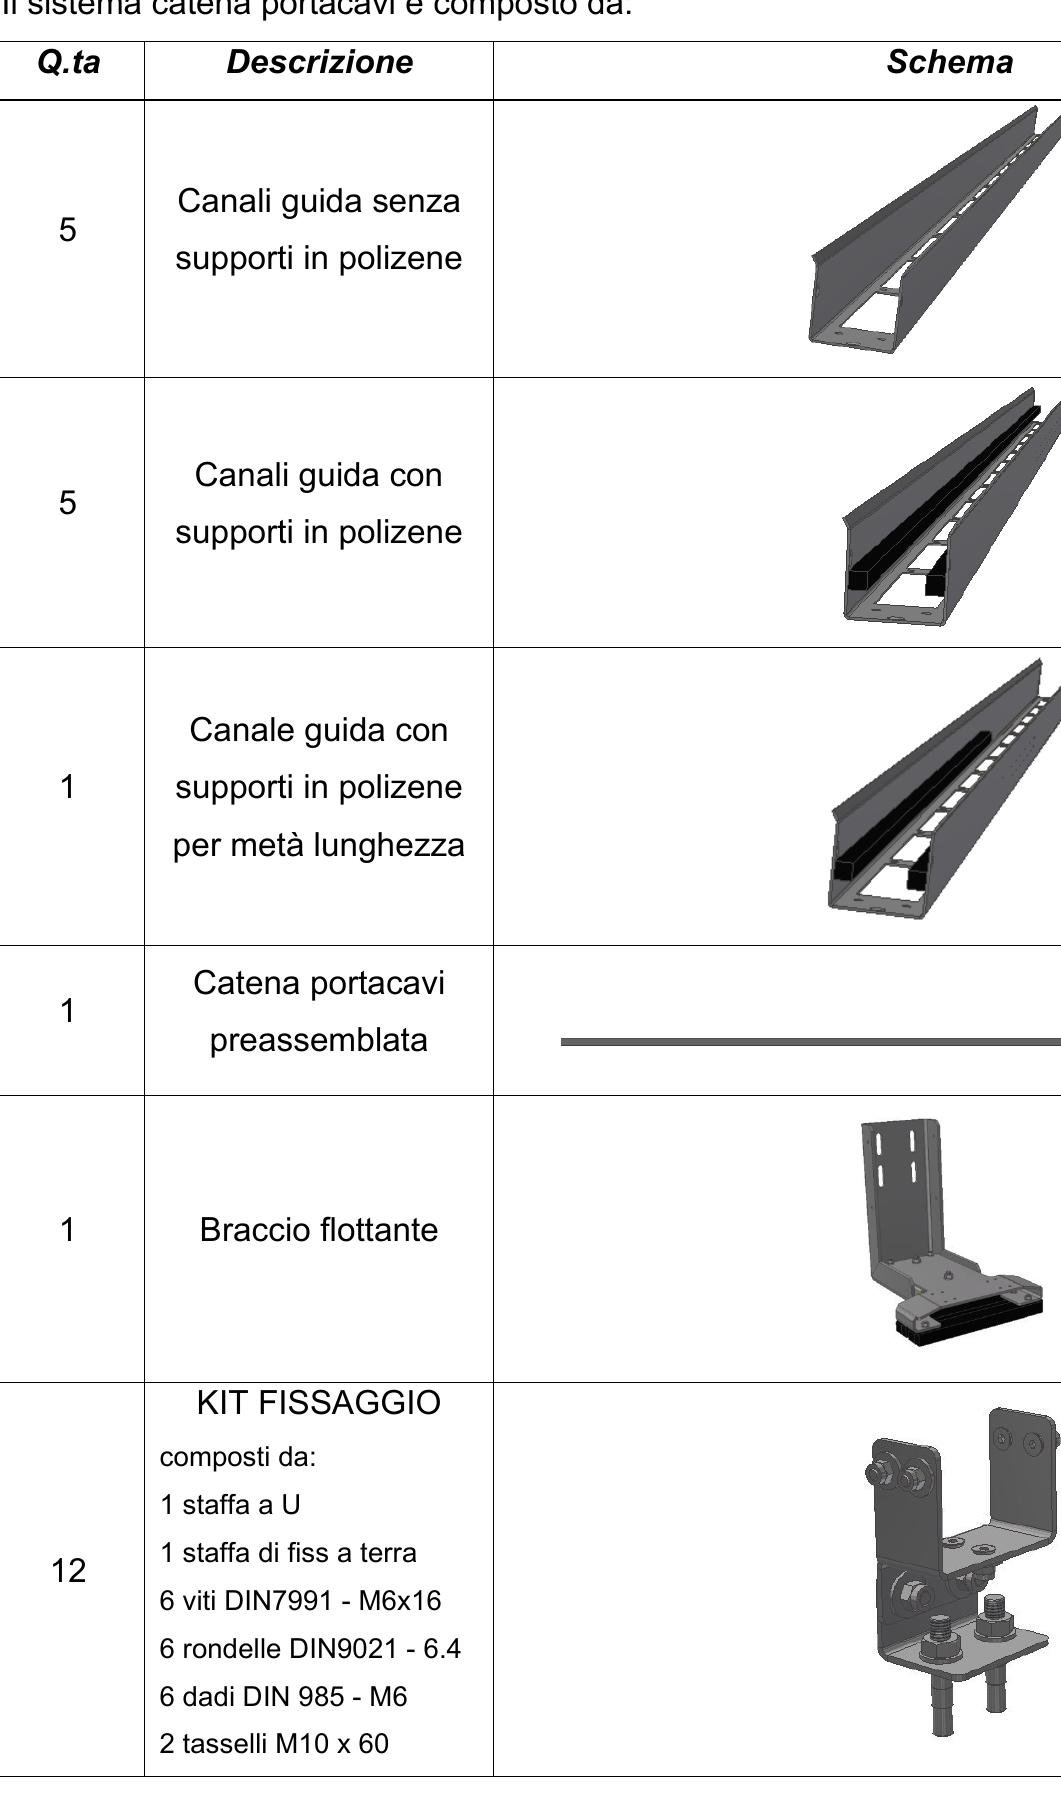 Il sistema catena portacavi è composto da:
Q.ta Descrizione Schema
5
Canali guida senza
supporti in polizene
5
Canali guida con
supporti in polizene
1
Canale guida con
supporti in polizene
per metà lunghezza
1
Catena portacavi
preassemblata
1
Braccio flottante
12
KIT FISSAGGIO
composti da:
1 staffa a U
1 staffa di fiss a terra
6 viti DIN7991 - M6x16
6 rondelle DIN9021 - 6.4
6 dadi DIN 985 - M6
2 tasselli M10 x 60